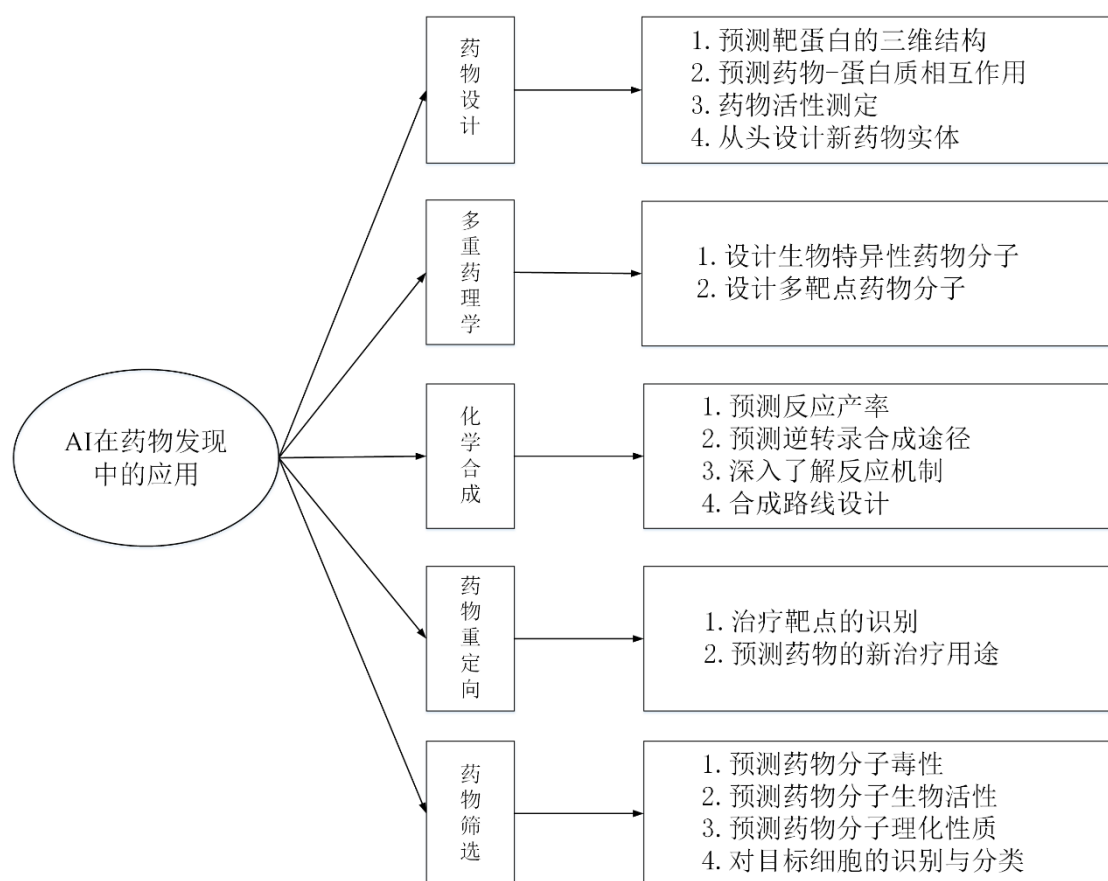 药物设计
1. 预测靶蛋白的三维结构
2. 预测药物-蛋白质相互作用
3. 药物活性测定
4. 从头设计新药物实体
多重药理学
1. 设计生物特异性药物分子
2. 设计多靶点药物分子
AI在药物发现
中的应用
化学合成
1. 预测反应产率
2. 预测逆转录合成途径
3. 深入了解反应机制
4. 合成路线设计
药物重定向
1. 治疗靶点的识别
2. 预测药物的新治疗用途
药物筛选
1. 预测药物分子毒性
2. 预测药物分子生物活性
3. 预测药物分子理化性质
4. 对目标细胞的识别与分类